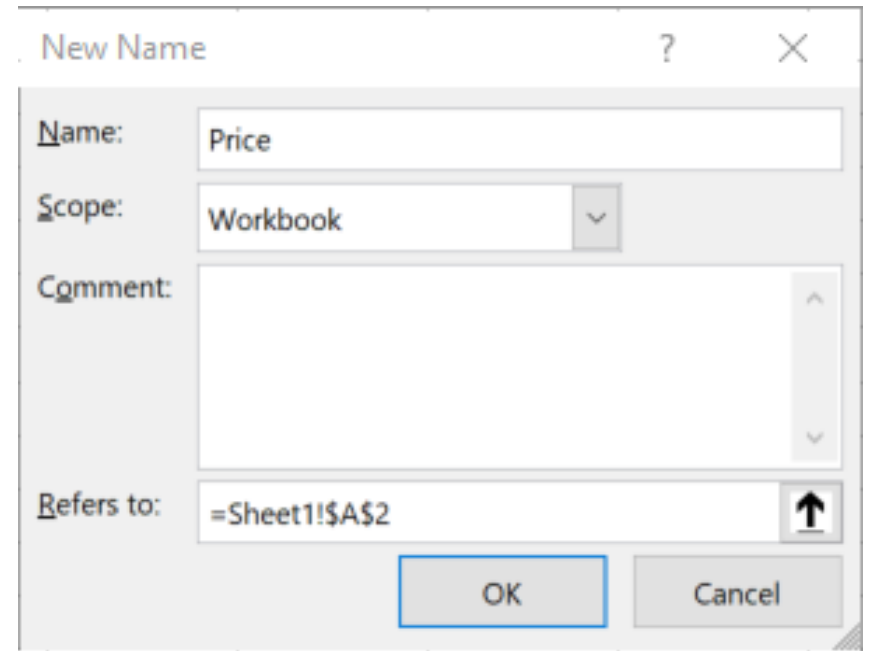 New Name ?
Name: Price
Scope: Workbook
Comment:
Refers to: =Sheet1!$A$2
OK Cancel